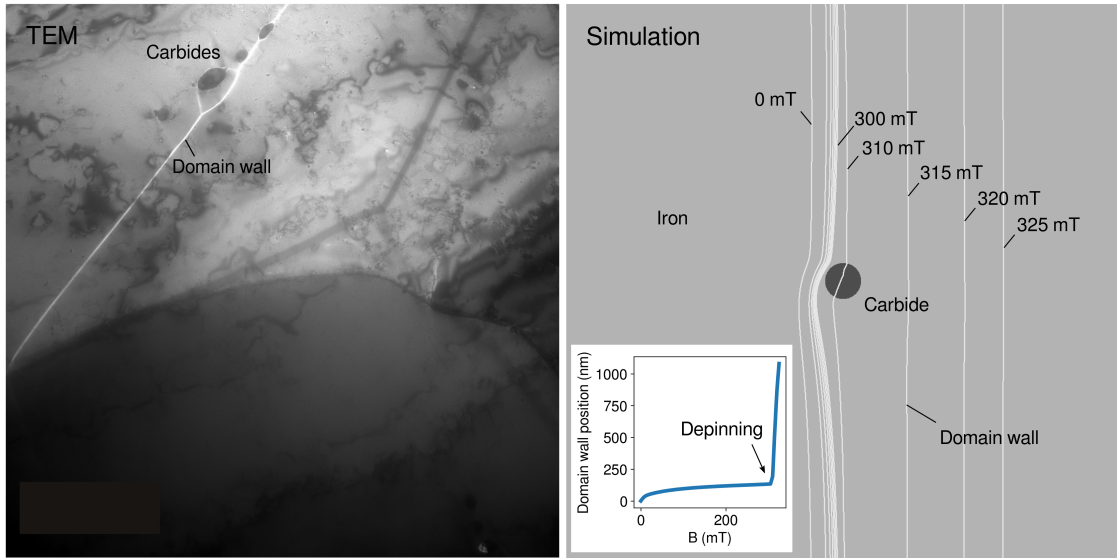 TEM
Carbides
Domain wall
Simulation
0 mT
300 mT
310 mT
315 mT
320 mT
325 mT
Iron
Carbide
Domain wall
Domain wall position (nm)
1000
750
500
250
0
Depinning
0
200
B (mT)